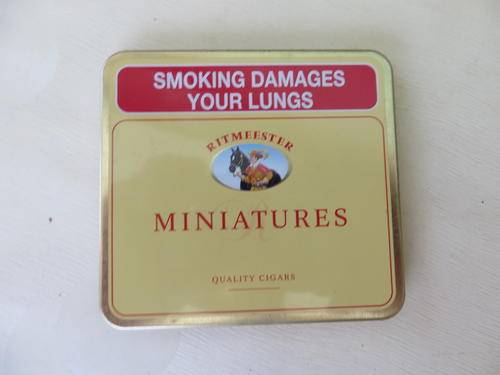 SMOKING DAMAGES
YOUR LUNGS
RITMEESTER
MINIATURES
QUALITY CIGARS